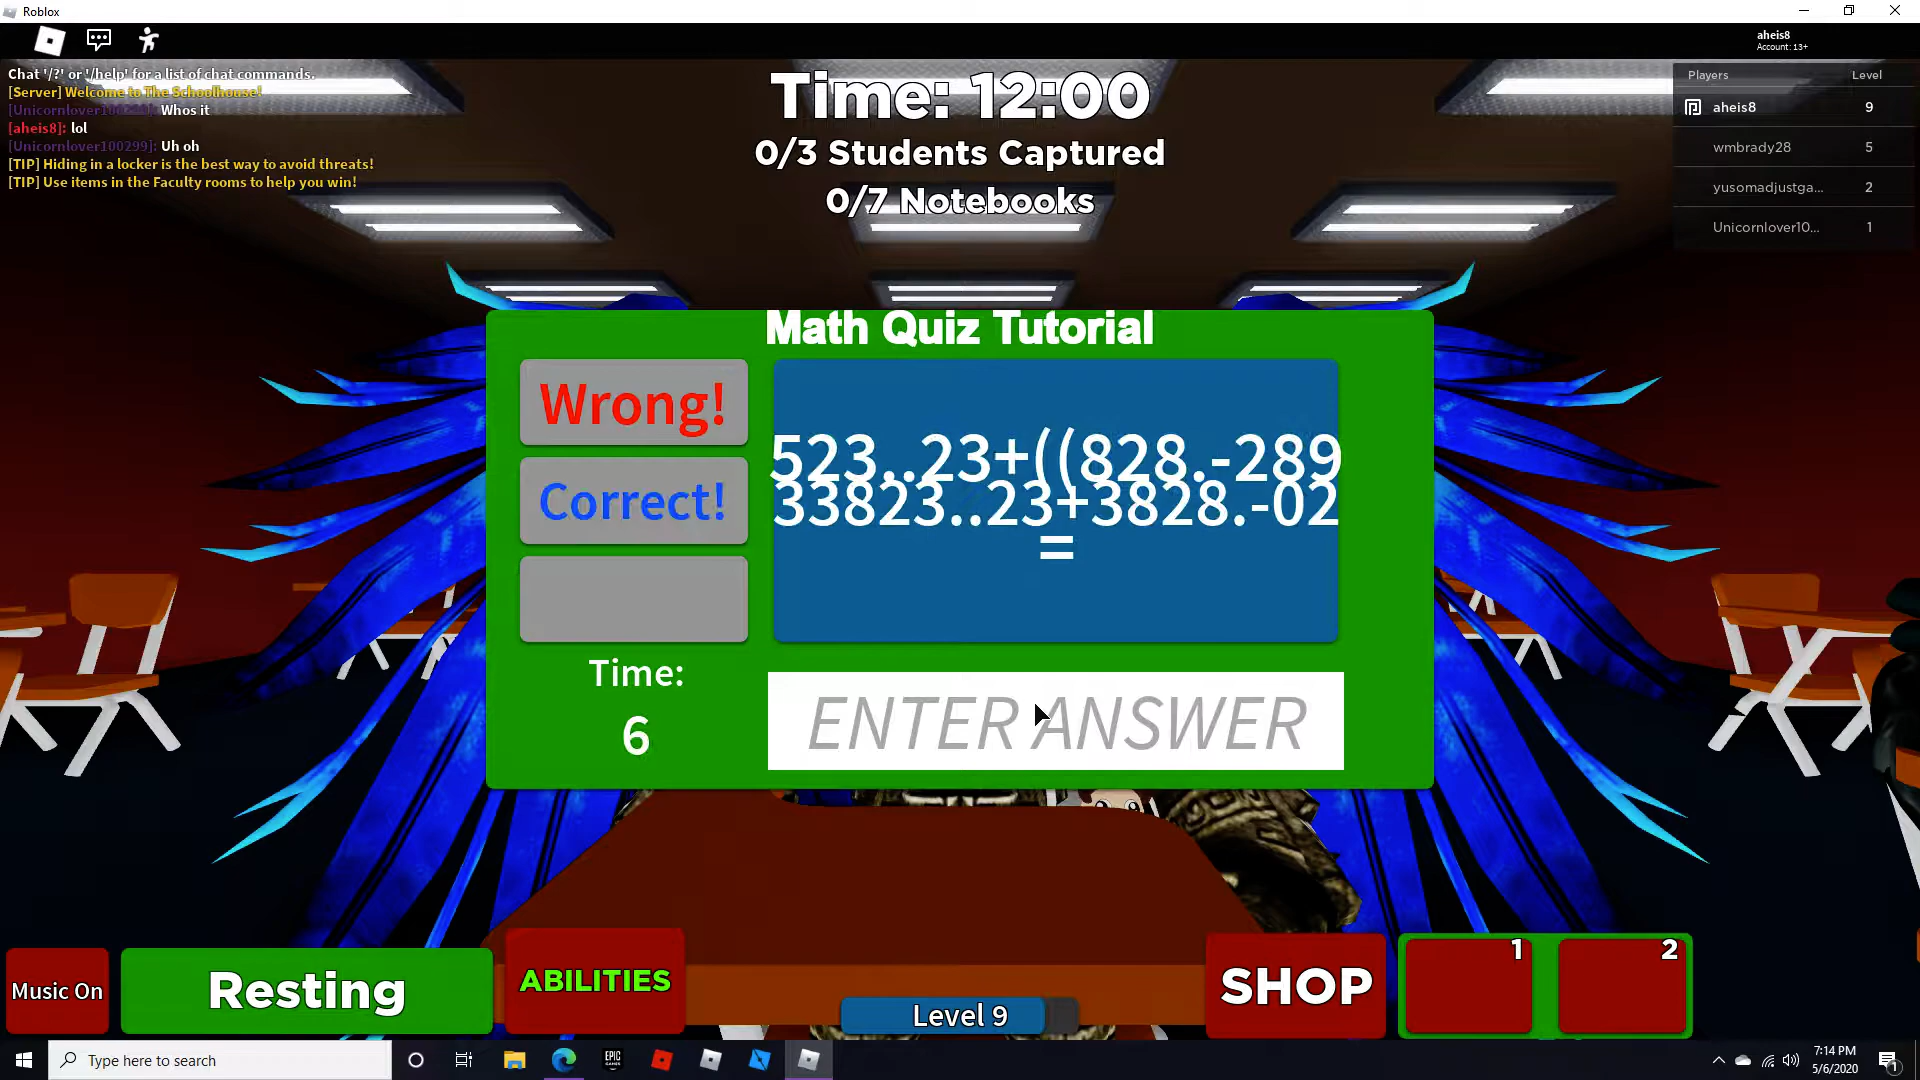 Roblox
aheis8
Account: 13+
Chat '/?' or '/help' for a list of chat commands.
[Server] Welcome to The Schoolhouse!
[Unicornlover100299]: Whos it
[aheis8]: lol
[Unicornlover100299]: Uh oh
[TIP] Hiding in a locker is the best way to avoid threats!
[TIP] Use items in the Faculty rooms to help you win!
Time: 12:00
0/3 Students Captured
0/7 Notebooks
Players Level
aheis8 9
wmbrady28 5
yusomadjustga... 2
Unicornlover10... 1
Math Quiz Tutorial
Wrong!
Correct!
523..23+((828.-289
33823..23+3828.-02
=
Time:
6
ENTER ANSWER
Music On
Resting
ABILITIES
Level 9
SHOP
1
2
Type here to search
EPIC
GAMES
7:14 PM
5/6/2020
1